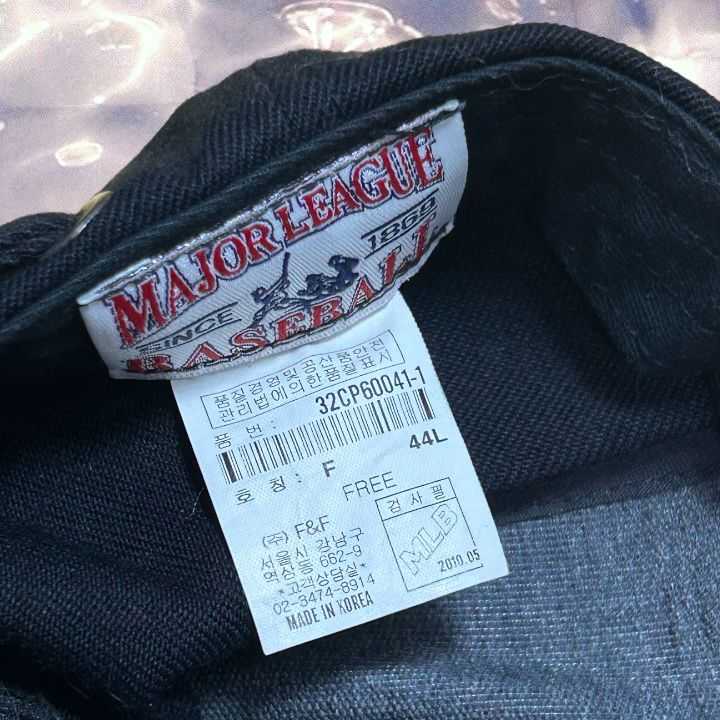 MAJOR LEAGUE
SINCE 1869
BASEBALL
품질경영및공산품안전
관리법에의한품질표시
품 번 : 32CP60041-1
44L
호 칭 : F
FREE
(주) F&F
서울시 강남구
역삼동 662-9
*고객상담실*
02-3474-8914
MADE IN KOREA
검 사 필
MLB
2010.05